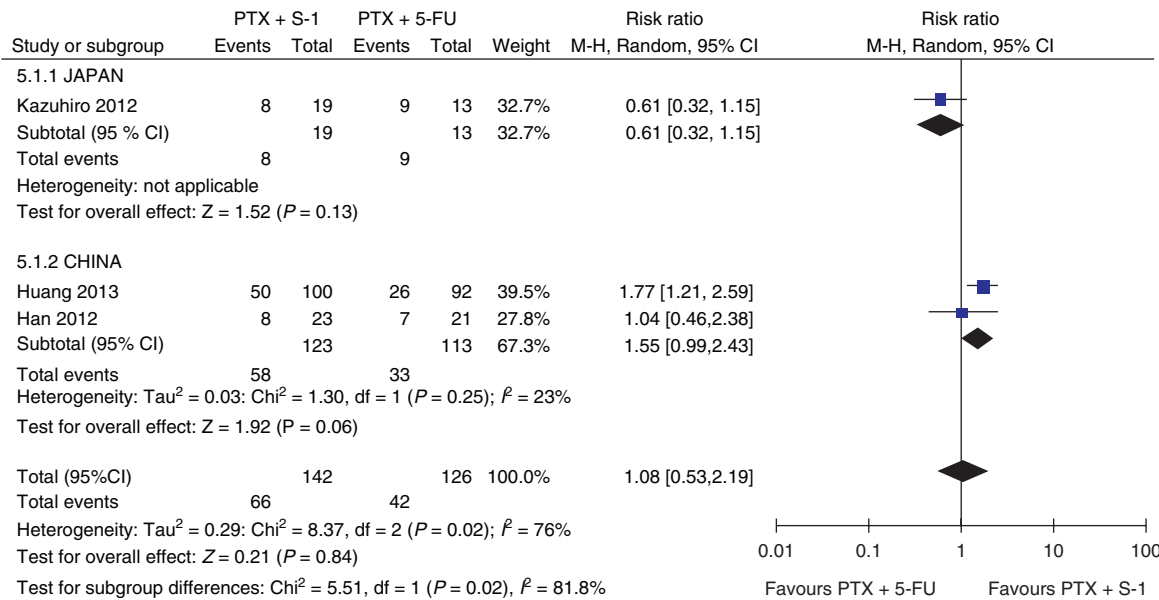 PTX + S-1 PTX + 5-FU Risk ratio Risk ratio
Study or subgroup Events Total Events Total Weight M-H, Random, 95% CI M-H, Random, 95% CI
5.1.1 JAPAN
Kazuhiro 2012 8 19 9 13 32.7% 0.61 [0.32, 1.15]
Subtotal (95 % CI) 19 13 32.7% 0.61 [0.32, 1.15]
Total events 8 9
Heterogeneity: not applicable
Test for overall effect: Z = 1.52 (P = 0.13)
5.1.2 CHINA
Huang 2013 50 100 26 92 39.5% 1.77 [1.21, 2.59]
Han 2012 8 23 7 21 27.8% 1.04 [0.46,2.38]
Subtotal (95% CI) 123 113 67.3% 1.55 [0.99,2.43]
Total events 58 33
Heterogeneity: Tau² = 0.03: Chi² = 1.30, df = 1 (P = 0.25); I² = 23%
Test for overall effect: Z = 1.92 (P = 0.06)
Total (95%CI) 142 126 100.0% 1.08 [0.53,2.19]
Total events 66 42
Heterogeneity: Tau² = 0.29: Chi² = 8.37, df = 2 (P = 0.02); I² = 76%
Test for overall effect: Z = 0.21 (P = 0.84)
Test for subgroup differences: Chi² = 5.51, df = 1 (P = 0.02), I² = 81.8%
0.01 0.1 1 10 100
Favours PTX + 5-FU Favours PTX + S-1